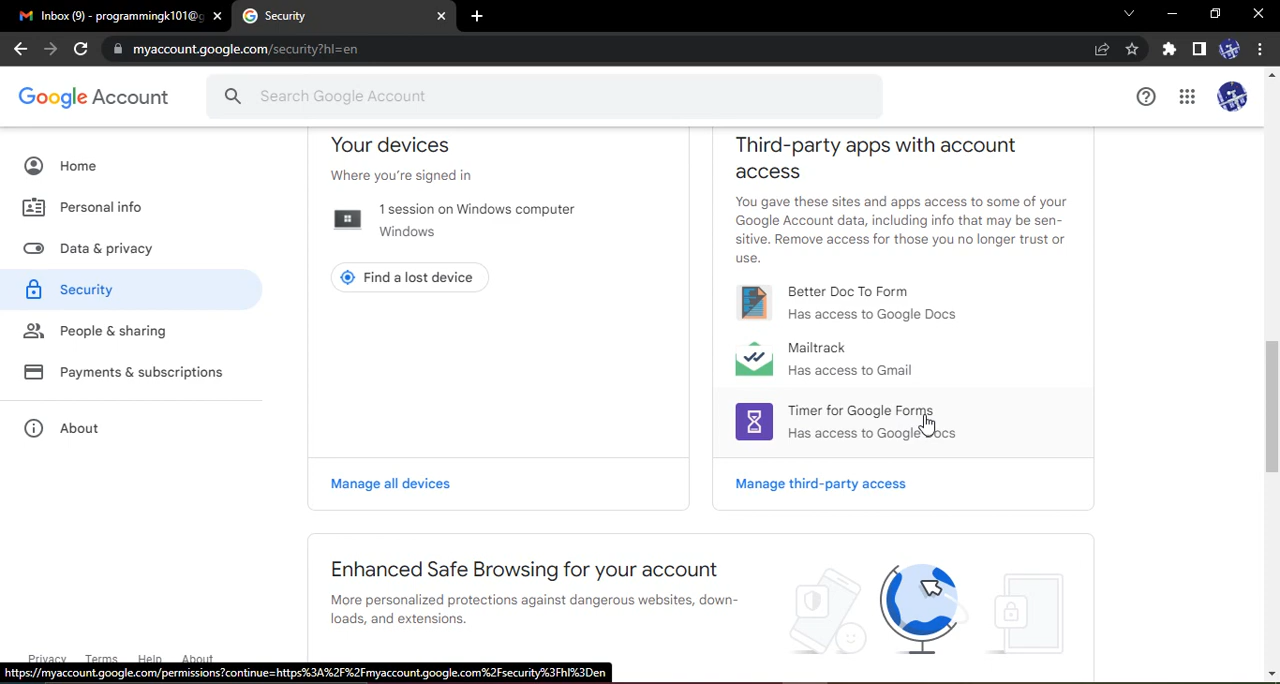 Inbox (9) - programmingk101@g
Security
myaccount.google.com/security?hl=en
Google Account
Search Google Account
Home
Personal info
Data & privacy
Security
People & sharing
Payments & subscriptions
About
Your devices
Where you're signed in
1 session on Windows computer
Windows
Find a lost device
Manage all devices
Third-party apps with account
access
You gave these sites and apps access to some of your
Google Account data, including info that may be sen-
sitive. Remove access for those you no longer trust or
use.
Better Doc To Form
Has access to Google Docs
Mailtrack
Has access to Gmail
Timer for Google Forms
Has access to Google Docs
Manage third-party access
Enhanced Safe Browsing for your account
More personalized protections against dangerous websites, down-
loads, and extensions.
Privacy Terms Help About
https://myaccount.google.com/permissions?continue=https%3A%2F%2Fmyaccount.google.com%2Fsecurity%3Fhl%3Den